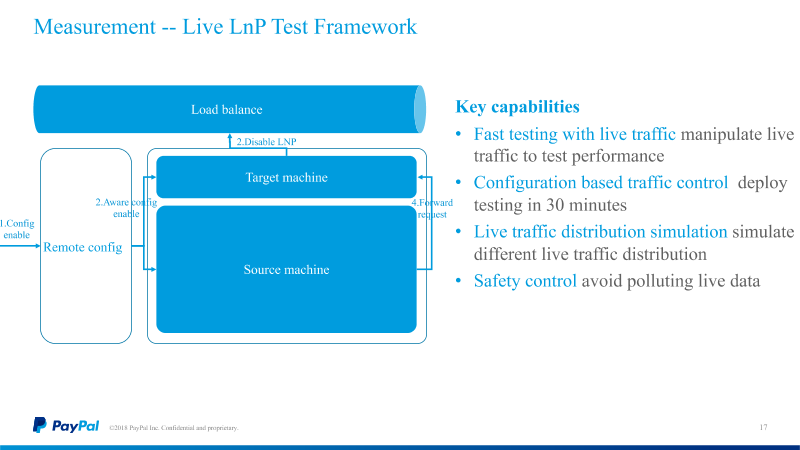 Measurement -- Live LnP Test Framework
Load balance
2.Disable LNP
Target machine
2.Aware config
enable
4.Forward
request
1.Config
enable
Remote config
Source machine
Key capabilities
• Fast testing with live traffic manipulate live
traffic to test performance
• Configuration based traffic control deploy
testing in 30 minutes
• Live traffic distribution simulation simulate
different live traffic distribution
• Safety control avoid polluting live data
PayPal
©2018 PayPal Inc. Confidential and proprietary.
17